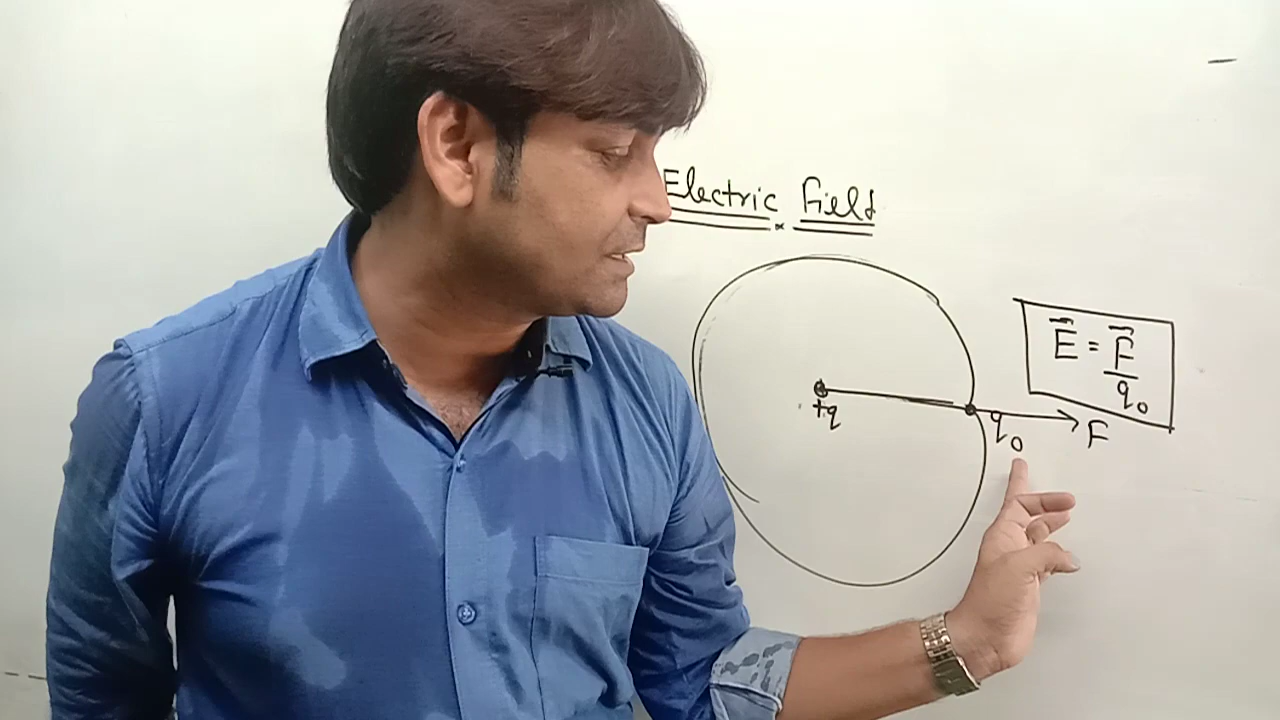 Electric Field
E⃗ = F⃗/q₀
+q
q₀
F